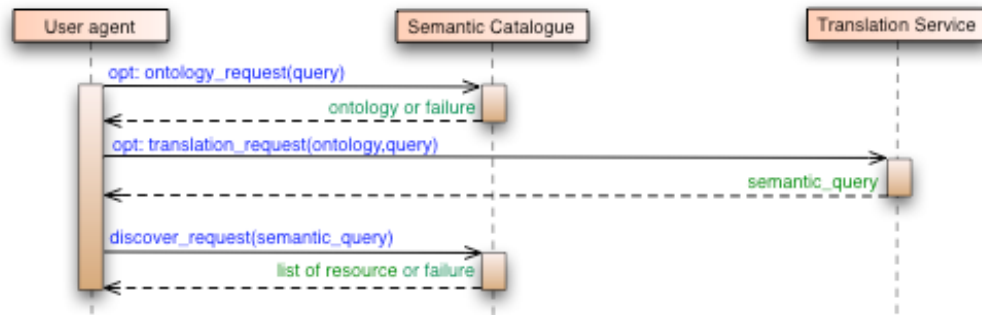 User agent
Semantic Catalogue
Translation Service
opt: ontology_request(query)
ontology or failure
opt: translation_request(ontology,query)
semantic_query
discover_request(semantic_query)
list of resource or failure